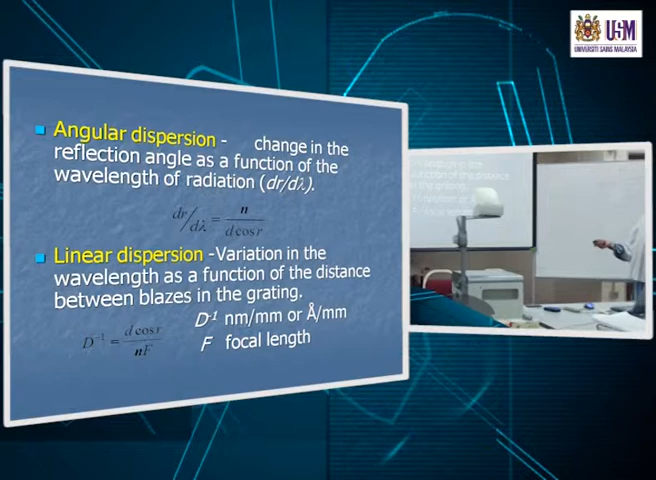 USM
UNIVERSITI SAINS MALAYSIA
Angular dispersion - change in the
reflection angle as a function of the
wavelength of radiation (dr/dλ).
dr/dλ = n / d cos r
Linear dispersion -Variation in the
wavelength as a function of the distance
between blazes in the grating.
D⁻¹ = d cos r / nF
D⁻¹ nm/mm or Å/mm
F focal length